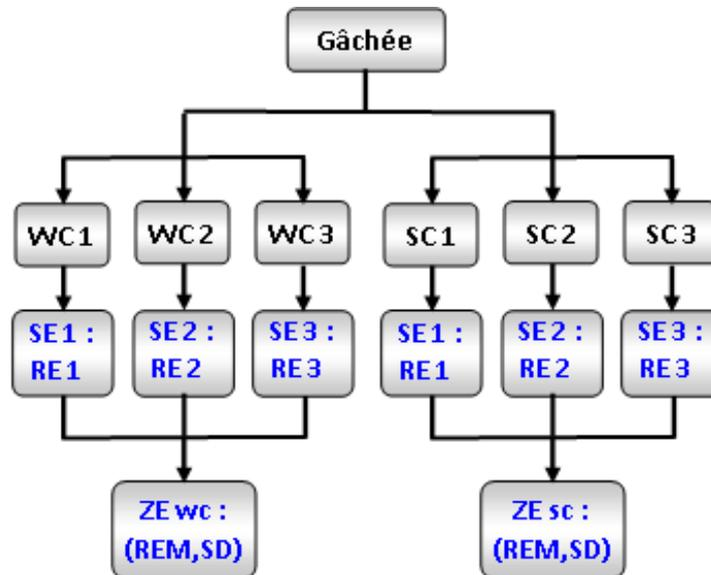 Gâchée
WC1 WC2 WC3 SC1 SC2 SC3
SE1 : SE2 : SE3 : SE1 : SE2 : SE3 :
RE1 RE2 RE3 RE1 RE2 RE3
ZE wc : ZE sc :
(REM,SD) (REM,SD)